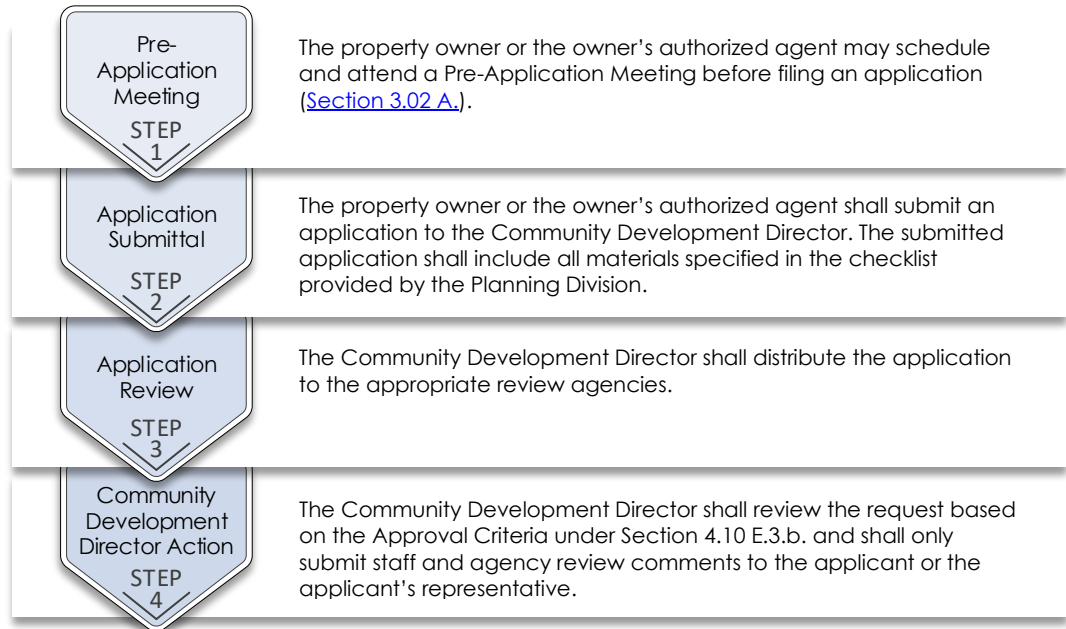 Pre-
Application
Meeting
STEP
1
The property owner or the owner’s authorized agent may schedule
and attend a Pre-Application Meeting before filing an application
(Section 3.02 A.).
Application
Submittal
STEP
2
The property owner or the owner’s authorized agent shall submit an
application to the Community Development Director. The submitted
application shall include all materials specified in the checklist
provided by the Planning Division.
Application
Review
STEP
3
The Community Development Director shall distribute the application
to the appropriate review agencies.
Community
Development
Director Action
STEP
4
The Community Development Director shall review the request based
on the Approval Criteria under Section 4.10 E.3.b. and shall only
submit staff and agency review comments to the applicant or the
applicant’s representative.